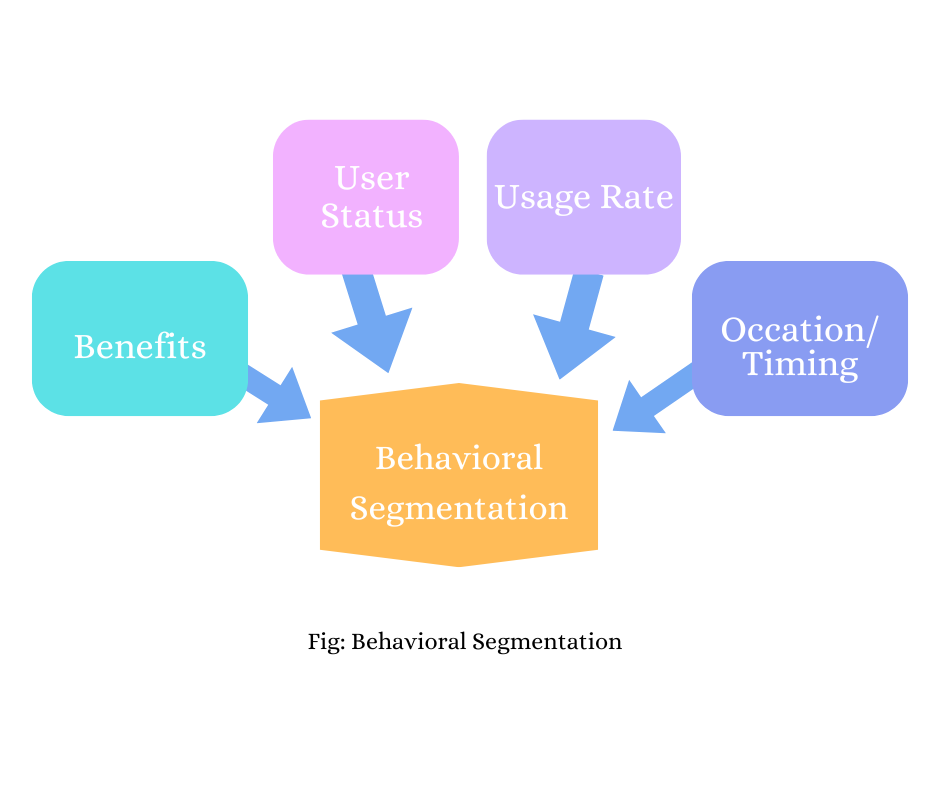 User
Status
Usage Rate
Benefits
Occation/
Timing
Behavioral
Segmentation
Fig: Behavioral Segmentation